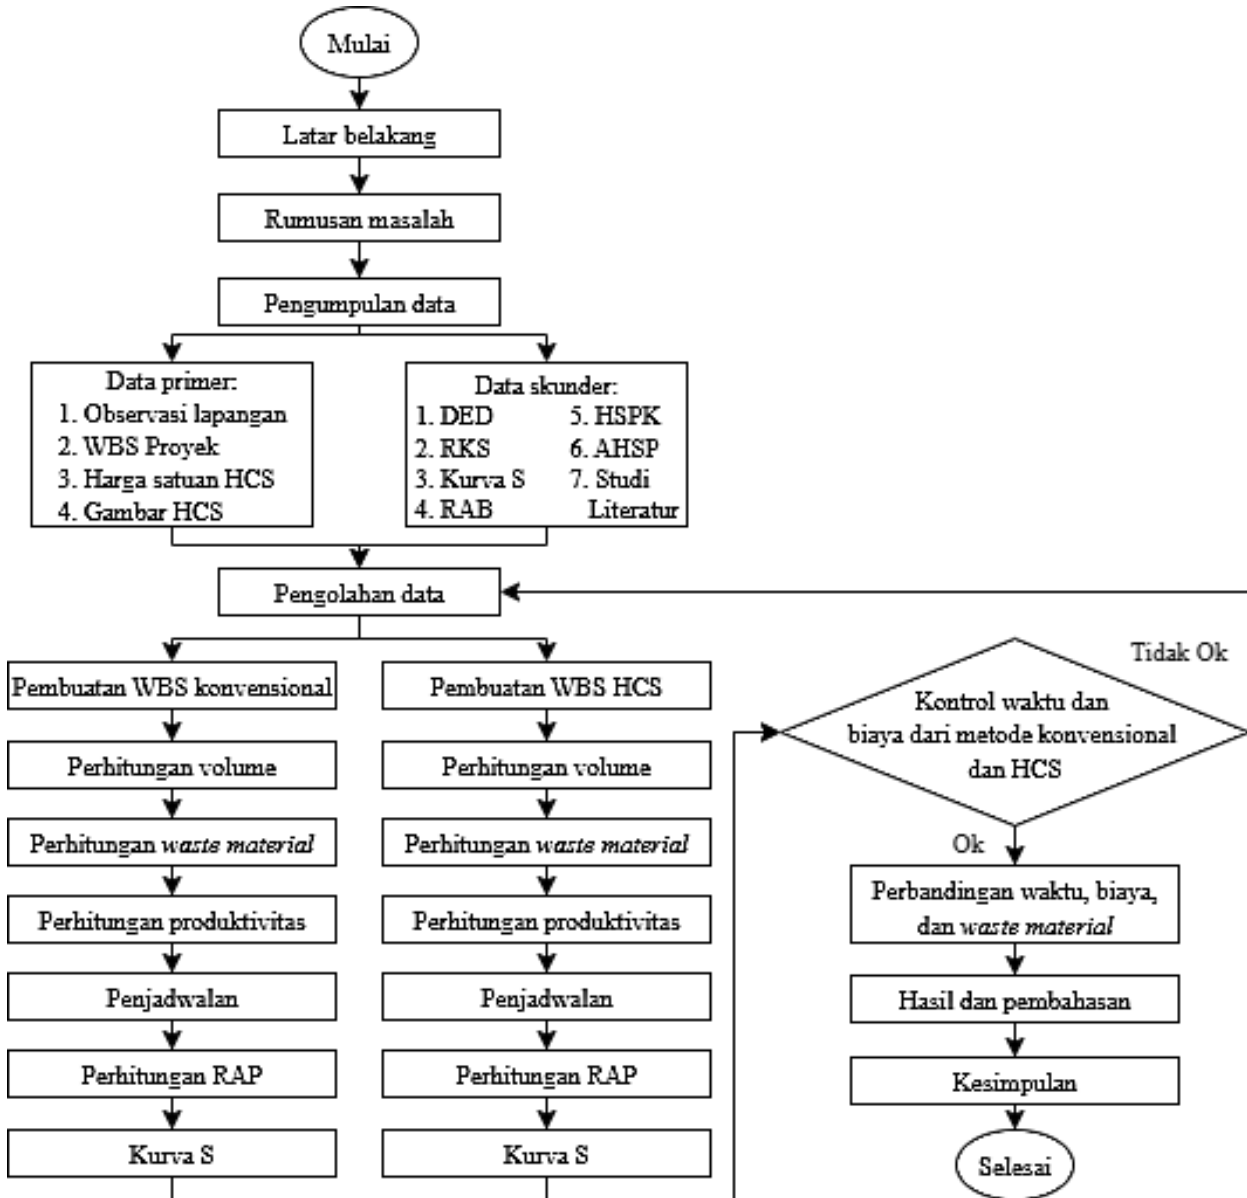 Mulai
Latar belakang
Rumusan masalah
Pengumpulan data
Data primer:
1. Observasi lapangan
2. WBS Proyek
3. Harga satuan HCS
4. Gambar HCS
Data skunder:
1. DED
2. RKS
3. Kurva S
4. RAB
5. HSPK
6. AHSP
7. Studi
Literatur
Pengolahan data
Pembuatan WBS konvensional
Perhitungan volume
Perhitungan waste material
Perhitungan produktivitas
Penjadwalan
Perhitungan RAP
Kurva S
Pembuatan WBS HCS
Perhitungan volume
Perhitungan waste material
Perhitungan produktivitas
Penjadwalan
Perhitungan RAP
Kurva S
Tidak Ok
Kontrol waktu dan
biaya dari metode konvensional
dan HCS
Ok
Perbandingan waktu, biaya,
dan waste material
Hasil dan pembahasan
Kesimpulan
Selesai